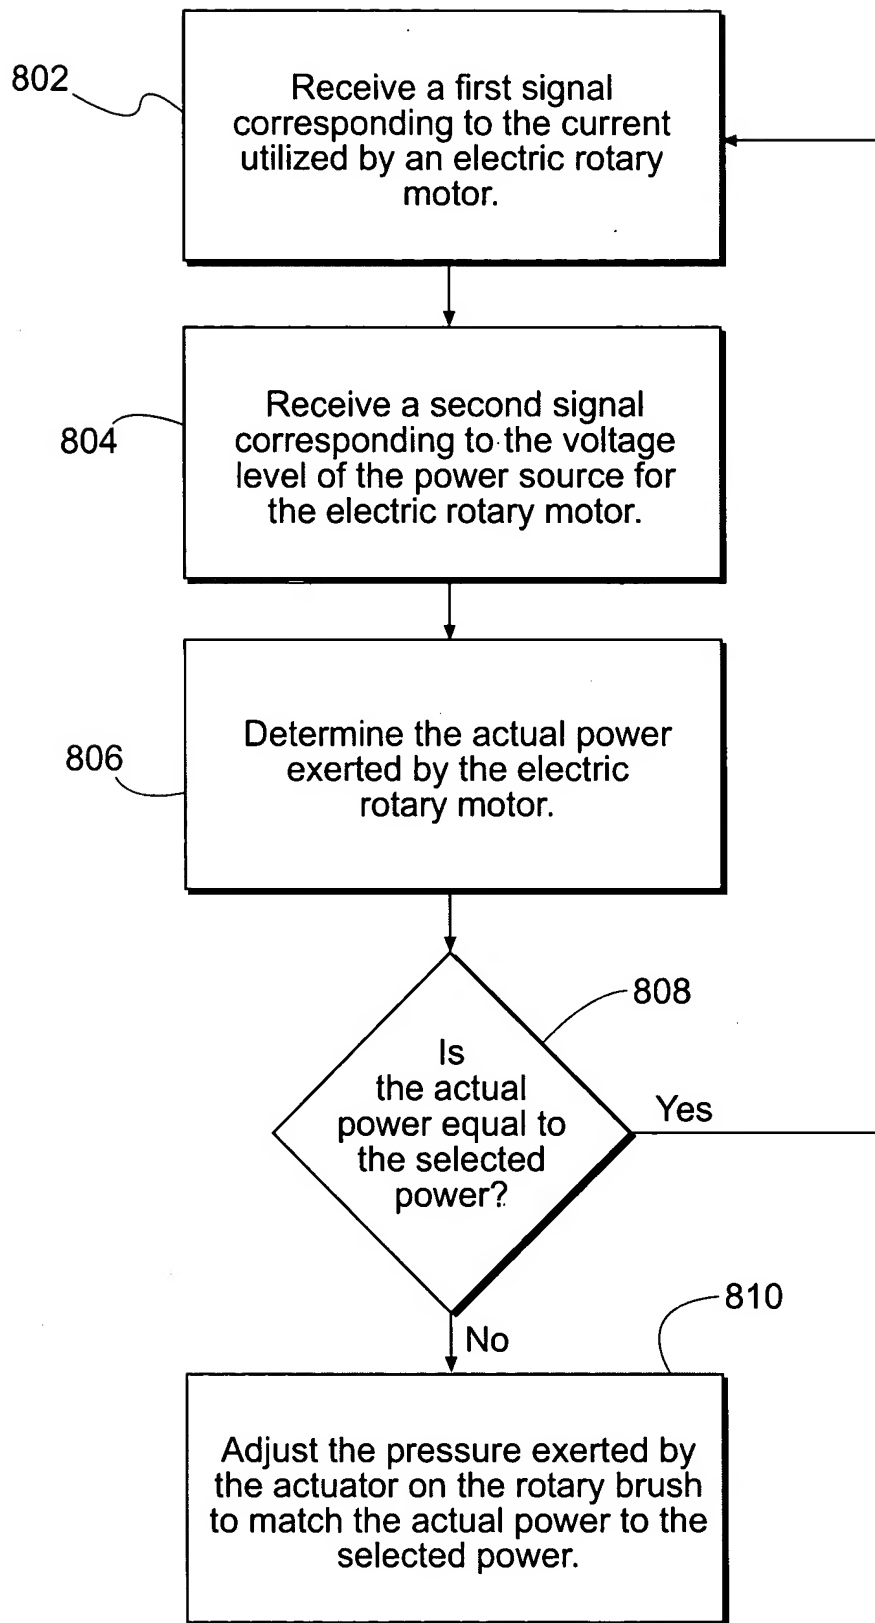 802
Receive a first signal
corresponding to the current
utilized by an electric rotary
motor.
804
Receive a second signal
corresponding to the voltage
level of the power source for
the electric rotary motor.
806
Determine the actual power
exerted by the electric
rotary motor.
808
Is
the actual
power equal to
the selected
power?
Yes
No
810
Adjust the pressure exerted by
the actuator on the rotary brush
to match the actual power to the
selected power.